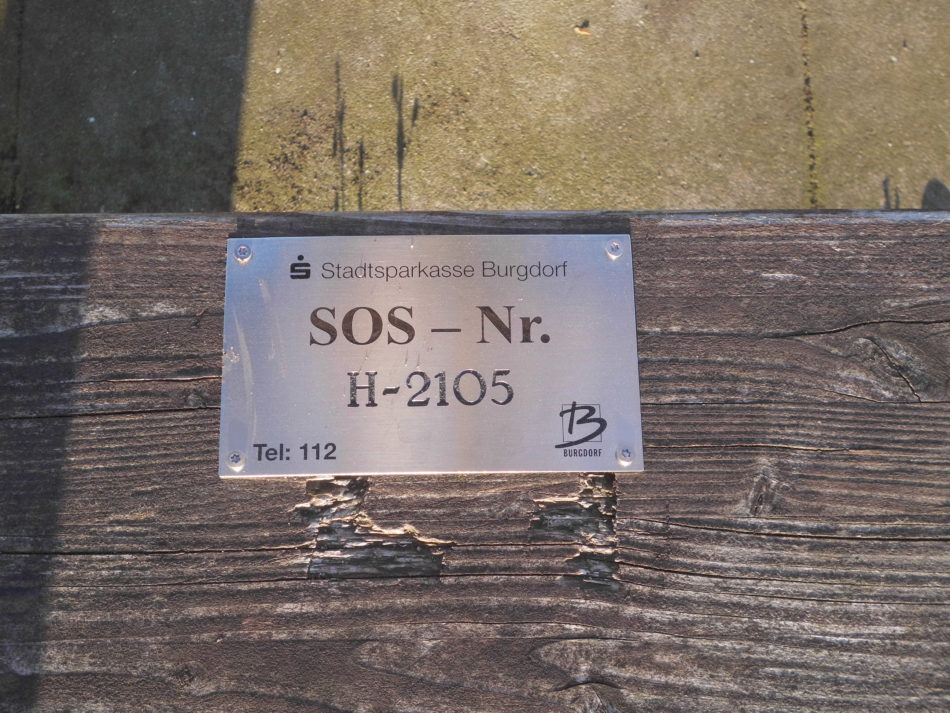 Stadtsparkasse Burgdorf
SOS – Nr.
H-2105
Tel: 112
B
BURGDORF